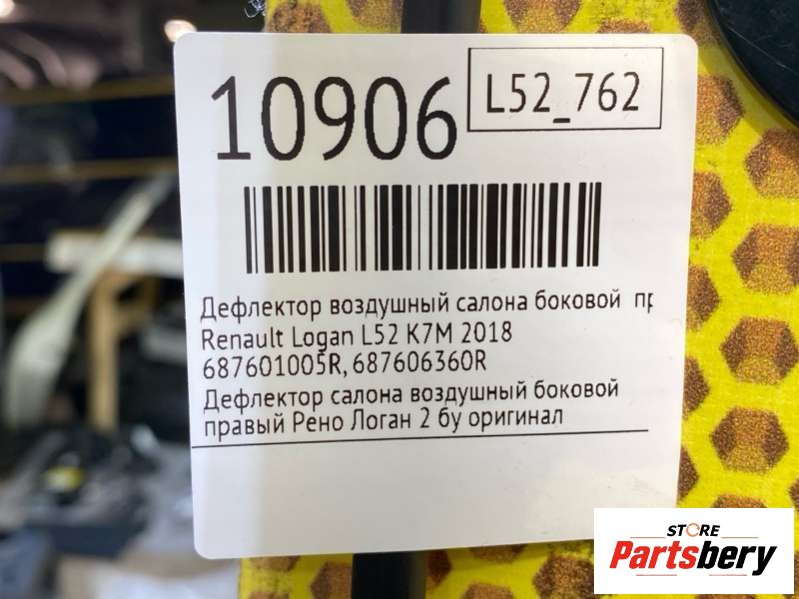 10906
L52_762
Дефлектор воздушный салона боковой пр
Renault Logan L52 K7M 2018
687601005R, 687606360R
Дефлектор салона воздушный боковой
правый Рено Логан 2 бу оригинал
STORE
Partsbery